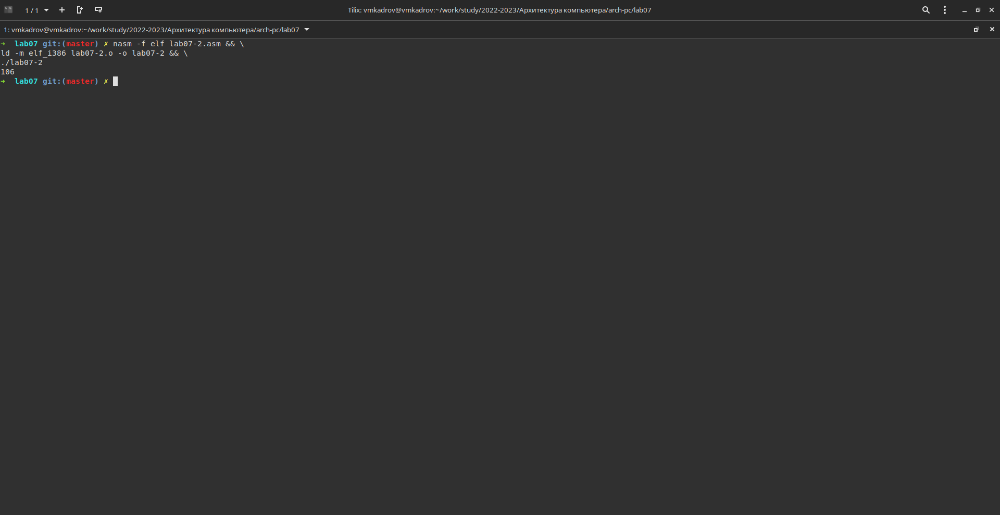 1 / 1
Tilix: vmkadrov@vmkadrov:~/work/study/2022-2023/Архитектура компьютера/arch-pc/lab07
1: vmkadrov@vmkadrov:~/work/study/2022-2023/Архитектура компьютера/arch-pc/lab07
➜  lab07 git:(master) ✗ nasm -f elf lab07-2.asm && \
ld -m elf_i386 lab07-2.o -o lab07-2 && \
./lab07-2
106
➜  lab07 git:(master) ✗